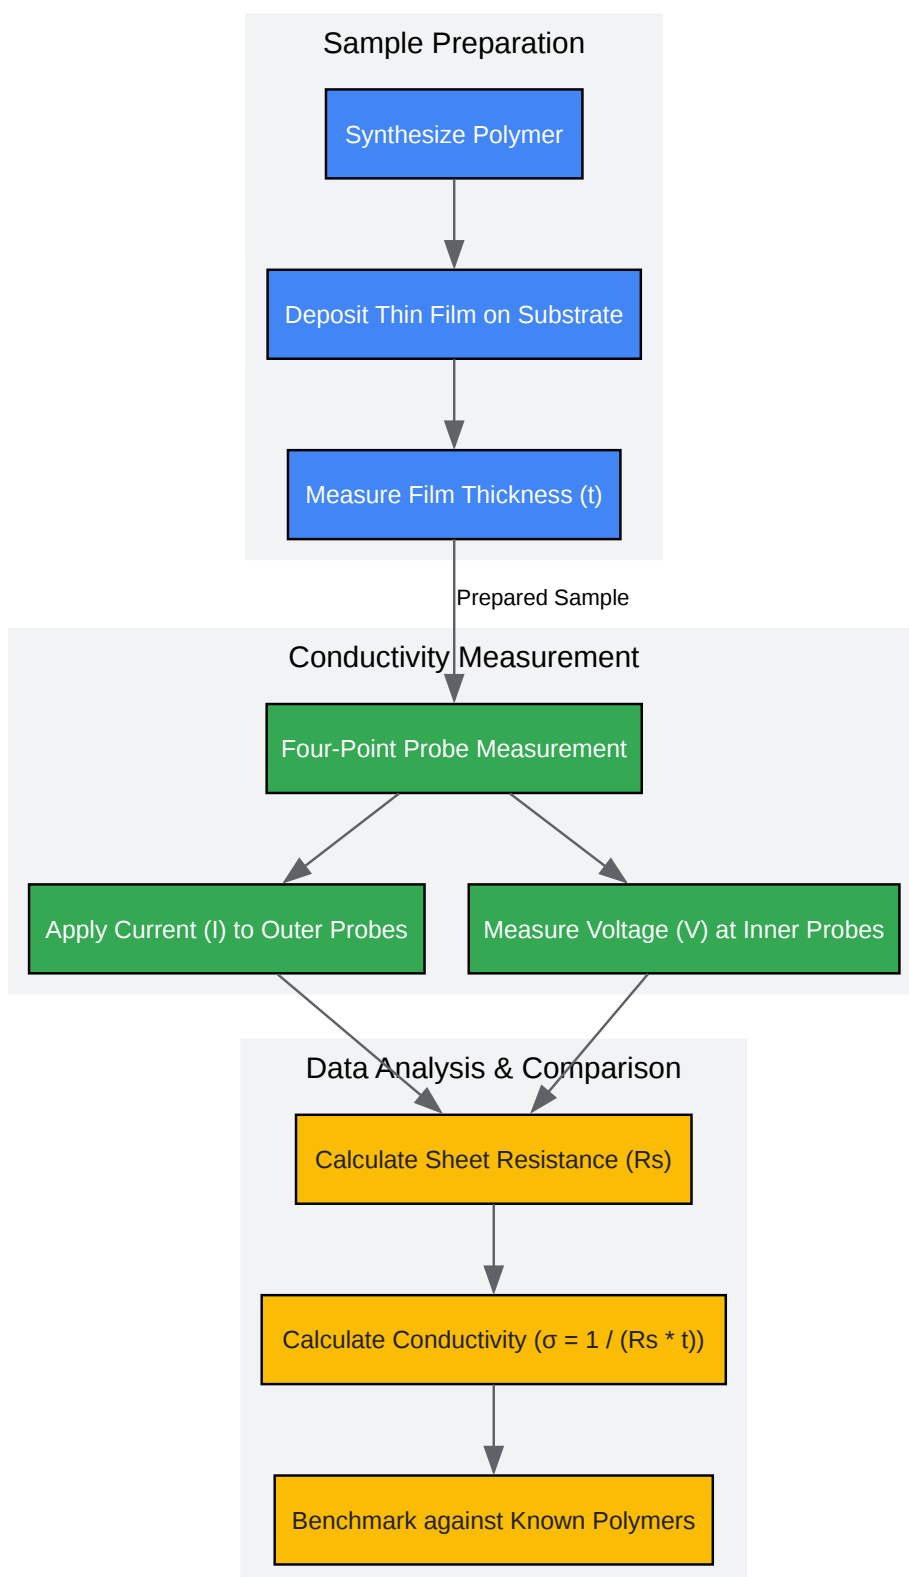 Sample Preparation
Synthesize Polymer
Deposit Thin Film on Substrate
Measure Film Thickness (t)
Prepared Sample
Conductivity Measurement
Four-Point Probe Measurement
Apply Current (I) to Outer Probes
Measure Voltage (V) at Inner Probes
Data Analysis & Comparison
Calculate Sheet Resistance (Rs)
Calculate Conductivity (σ = 1 / (Rs * t))
Benchmark against Known Polymers